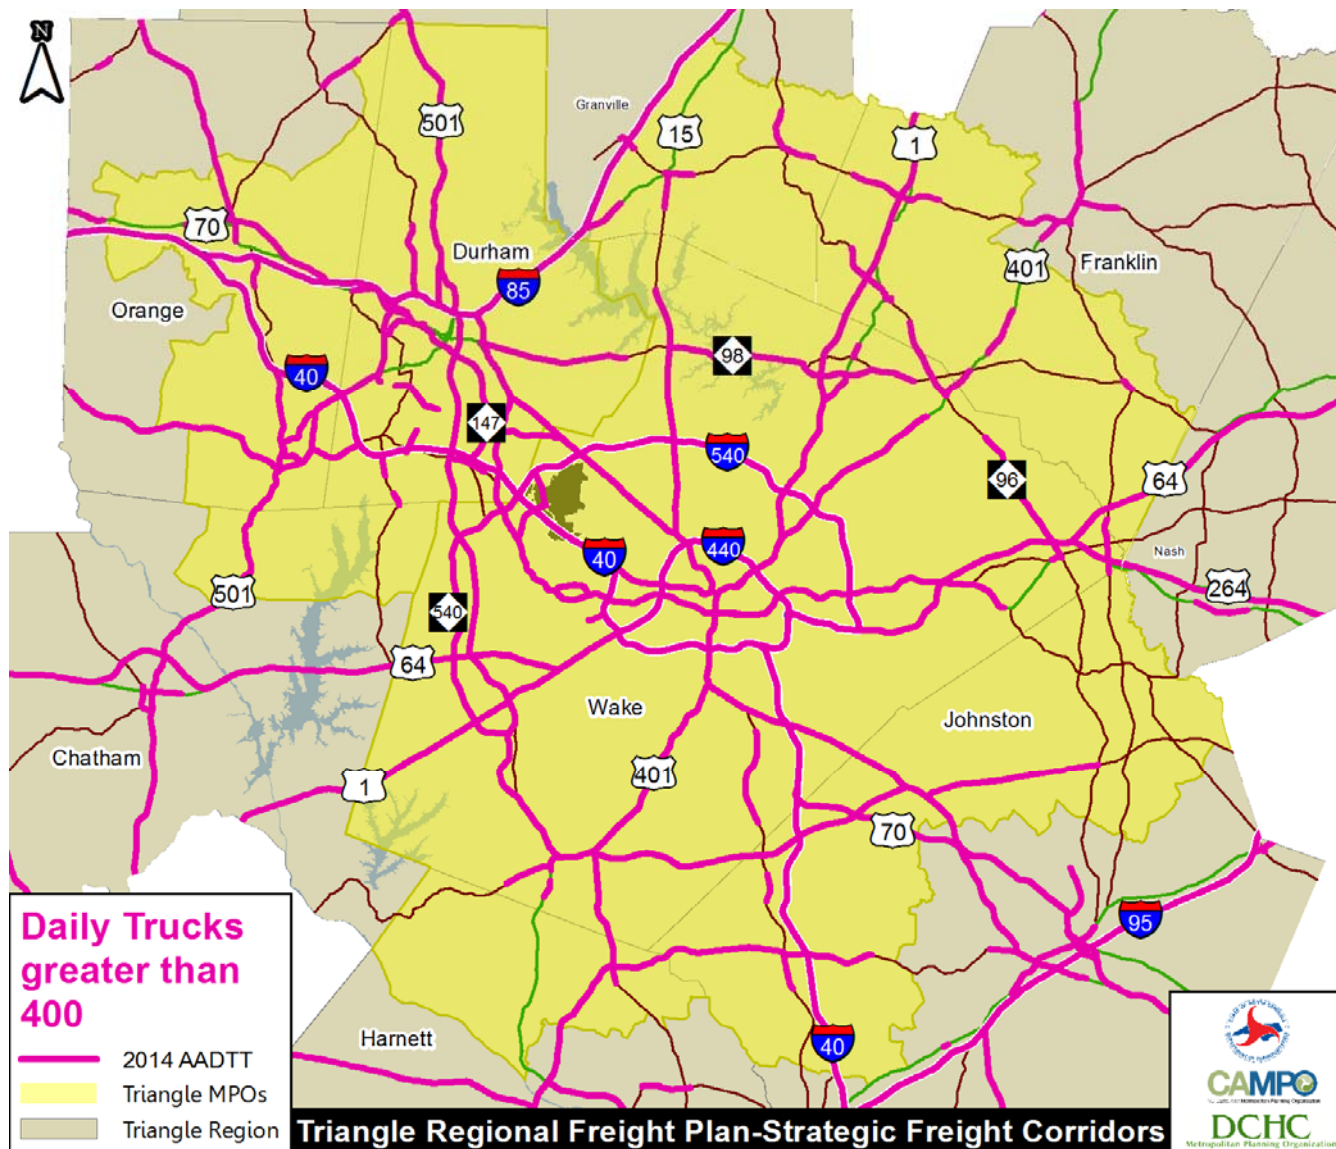 N
Granville
501
15
1
70
Durham
85
401
Franklin
Orange
98
40
147
540
64
96
40
440
Nash
264
501
540
64
Wake
Johnston
Chatham
401
1
70
95
Daily Trucks
greater than
400
2014 AADTT
Triangle MPOs
Triangle Region
Harnett
40
Triangle Regional Freight Plan-Strategic Freight Corridors
CAMPO
DCHC
Metropolitan Planning Organization